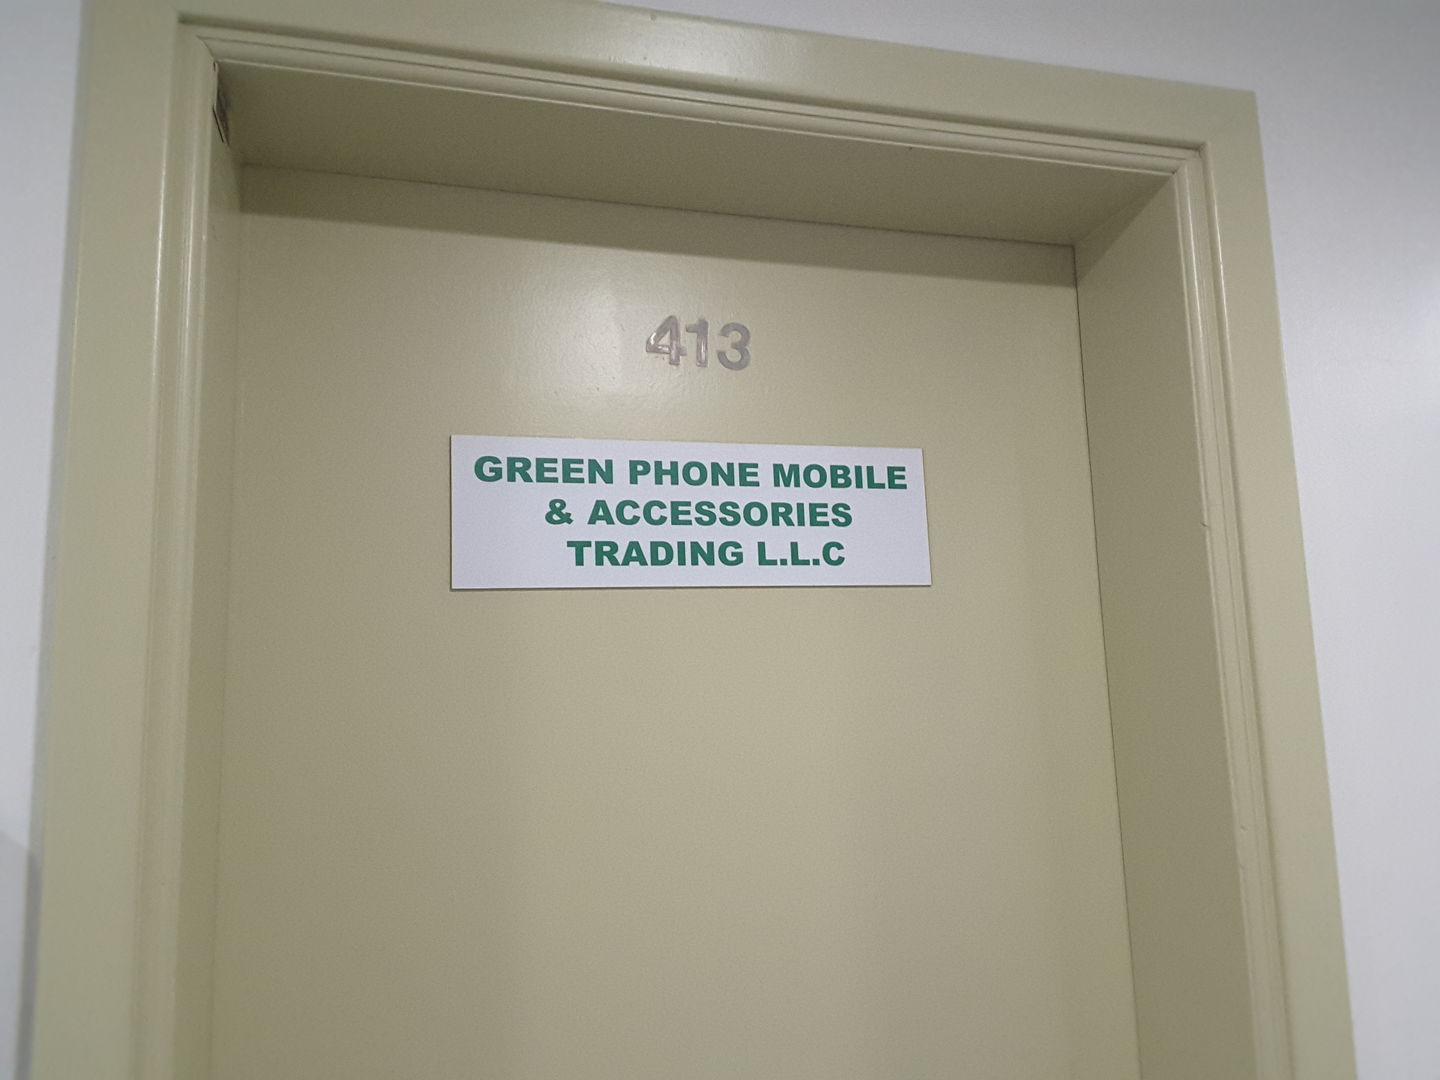 413
GREEN PHONE MOBILE
& ACCESSORIES
TRADING L.L.C